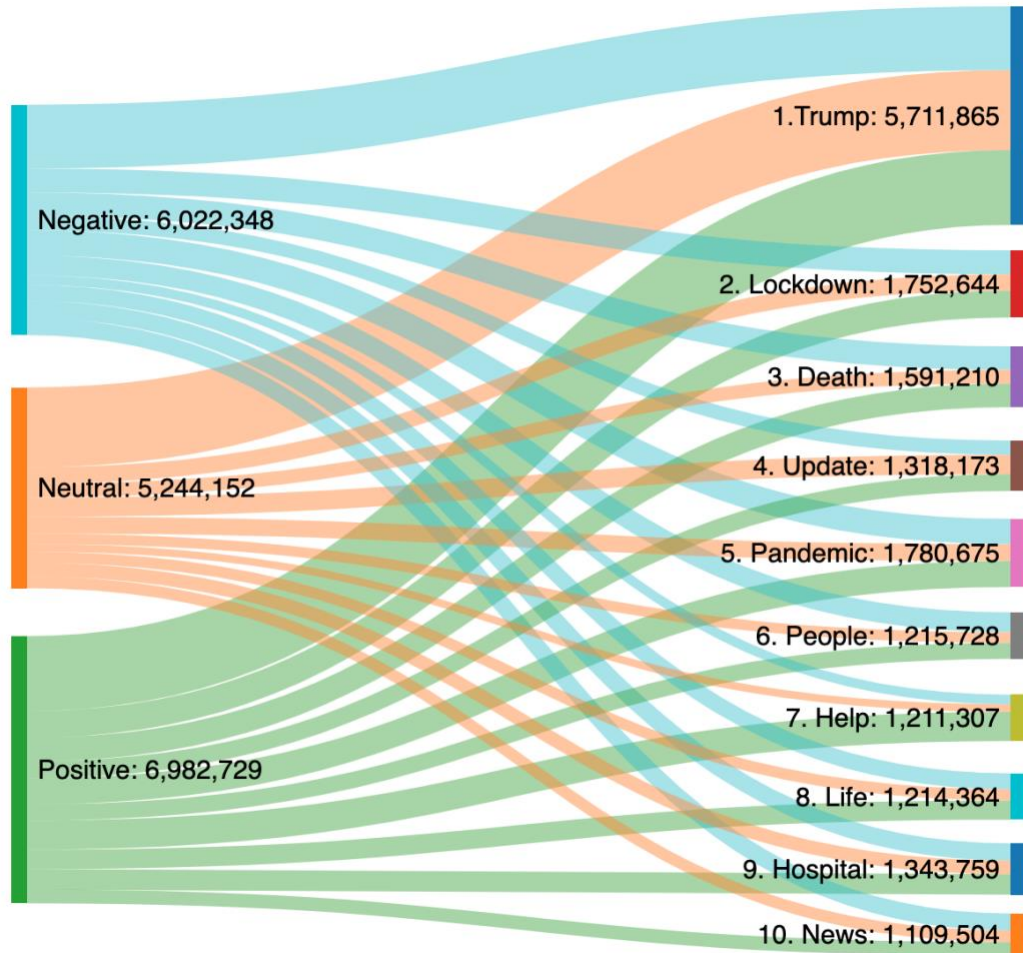 1.Trump: 5,711,865
Negative: 6,022,348
2. Lockdown: 1,752,644
3. Death: 1,591,210
4. Update: 1,318,173
Neutral: 5,244,152
5. Pandemic: 1,780,675
6. People: 1,215,728
7. Help: 1,211,307
Positive: 6,982,729
8. Life: 1,214,364
9. Hospital: 1,343,759
10. News: 1,109,504